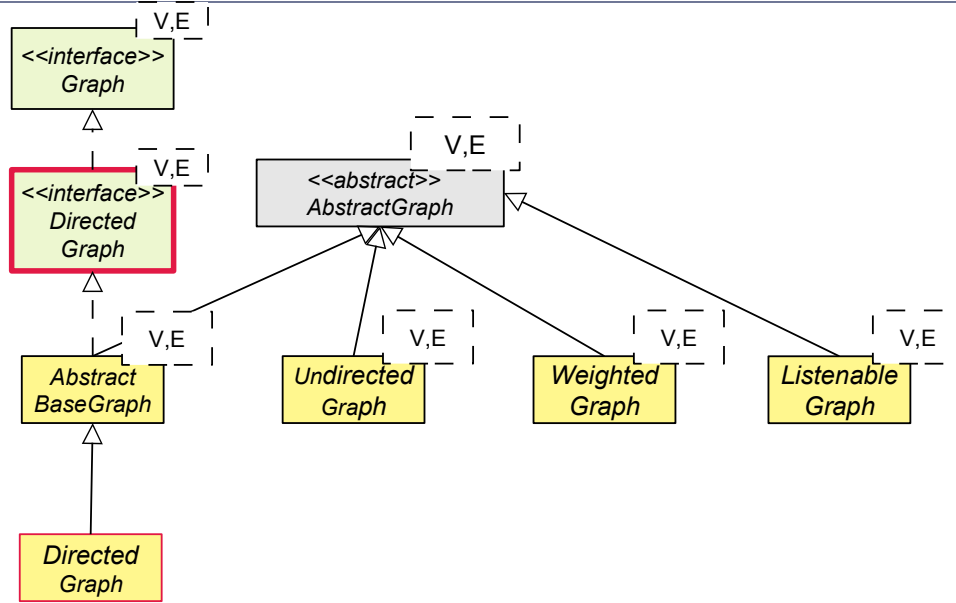 V,E
<<interface>>
Graph
V,E
<<interface>>
Directed
Graph
V,E
<<abstract>>
AbstractGraph
V,E
Abstract
BaseGraph
V,E
Undirected
Graph
V,E
Weighted
Graph
V,E
Listenable
Graph
Directed
Graph